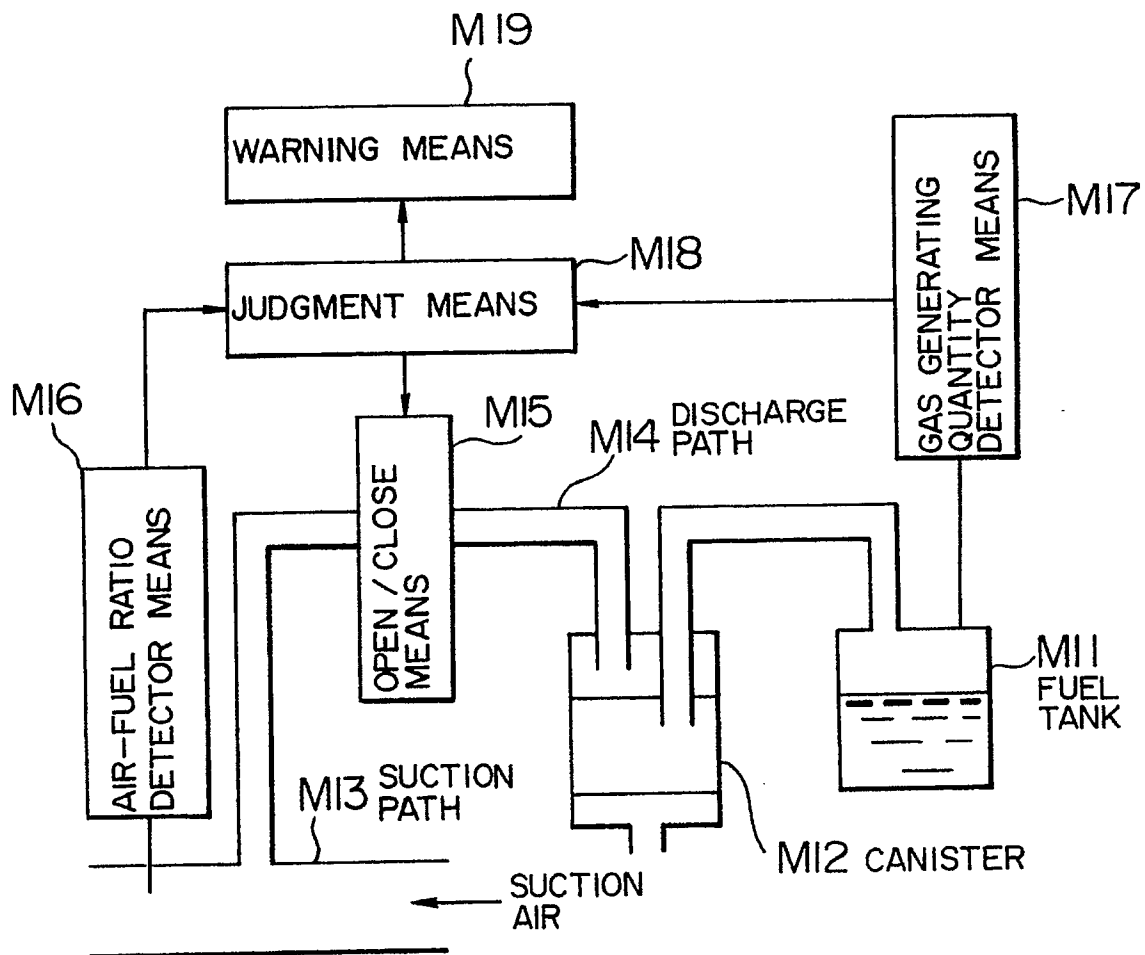 M19
WARNING MEANS
M18
JUDGMENT MEANS
M17
GAS GENERATING
QUANTITY
DETECTOR MEANS
M16
AIR-FUEL RATIO
DETECTOR MEANS
M15
OPEN/CLOSE
MEANS
M14 DISCHARGE
PATH
M11
FUEL
TANK
M13 SUCTION
PATH
M12 CANISTER
SUCTION
AIR